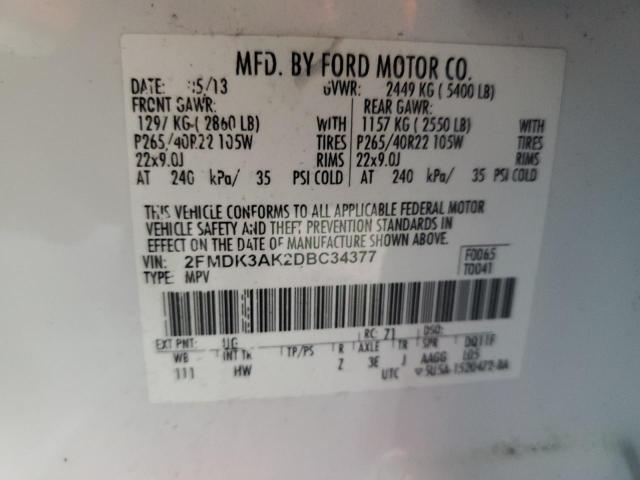 MFD. BY FORD MOTOR CO.
DATE: 5/13 GVWR: 2449 KG ( 5400 LB)
FRONT GAWR: REAR GAWR:
1297 KG ( 2860 LB) WITH 1157 KG ( 2550 LB) WITH
P265/40R22 105W TIRES P265/40R22 105W TIRES
22x9.0J RIMS 22x9.0J RIMS
AT 240 kPa/ 35 PSI COLD AT 240 kPa/ 35 PSI COLD
THIS VEHICLE CONFORMS TO ALL APPLICABLE FEDERAL MOTOR
VEHICLE SAFETY AND THEFT PREVENTION STANDARDS IN
EFFECT ON THE DATE OF MANUFACTURE SHOWN ABOVE.
VIN: 2FMDK3AK2DBC34377 F0065
TYPE: MPV T0041
EXT PNT: UG RC: 71 DSO:
WB INT TR TP/PS R AXLE TR SPR
111 HW Z 3E J AAGG
UTC